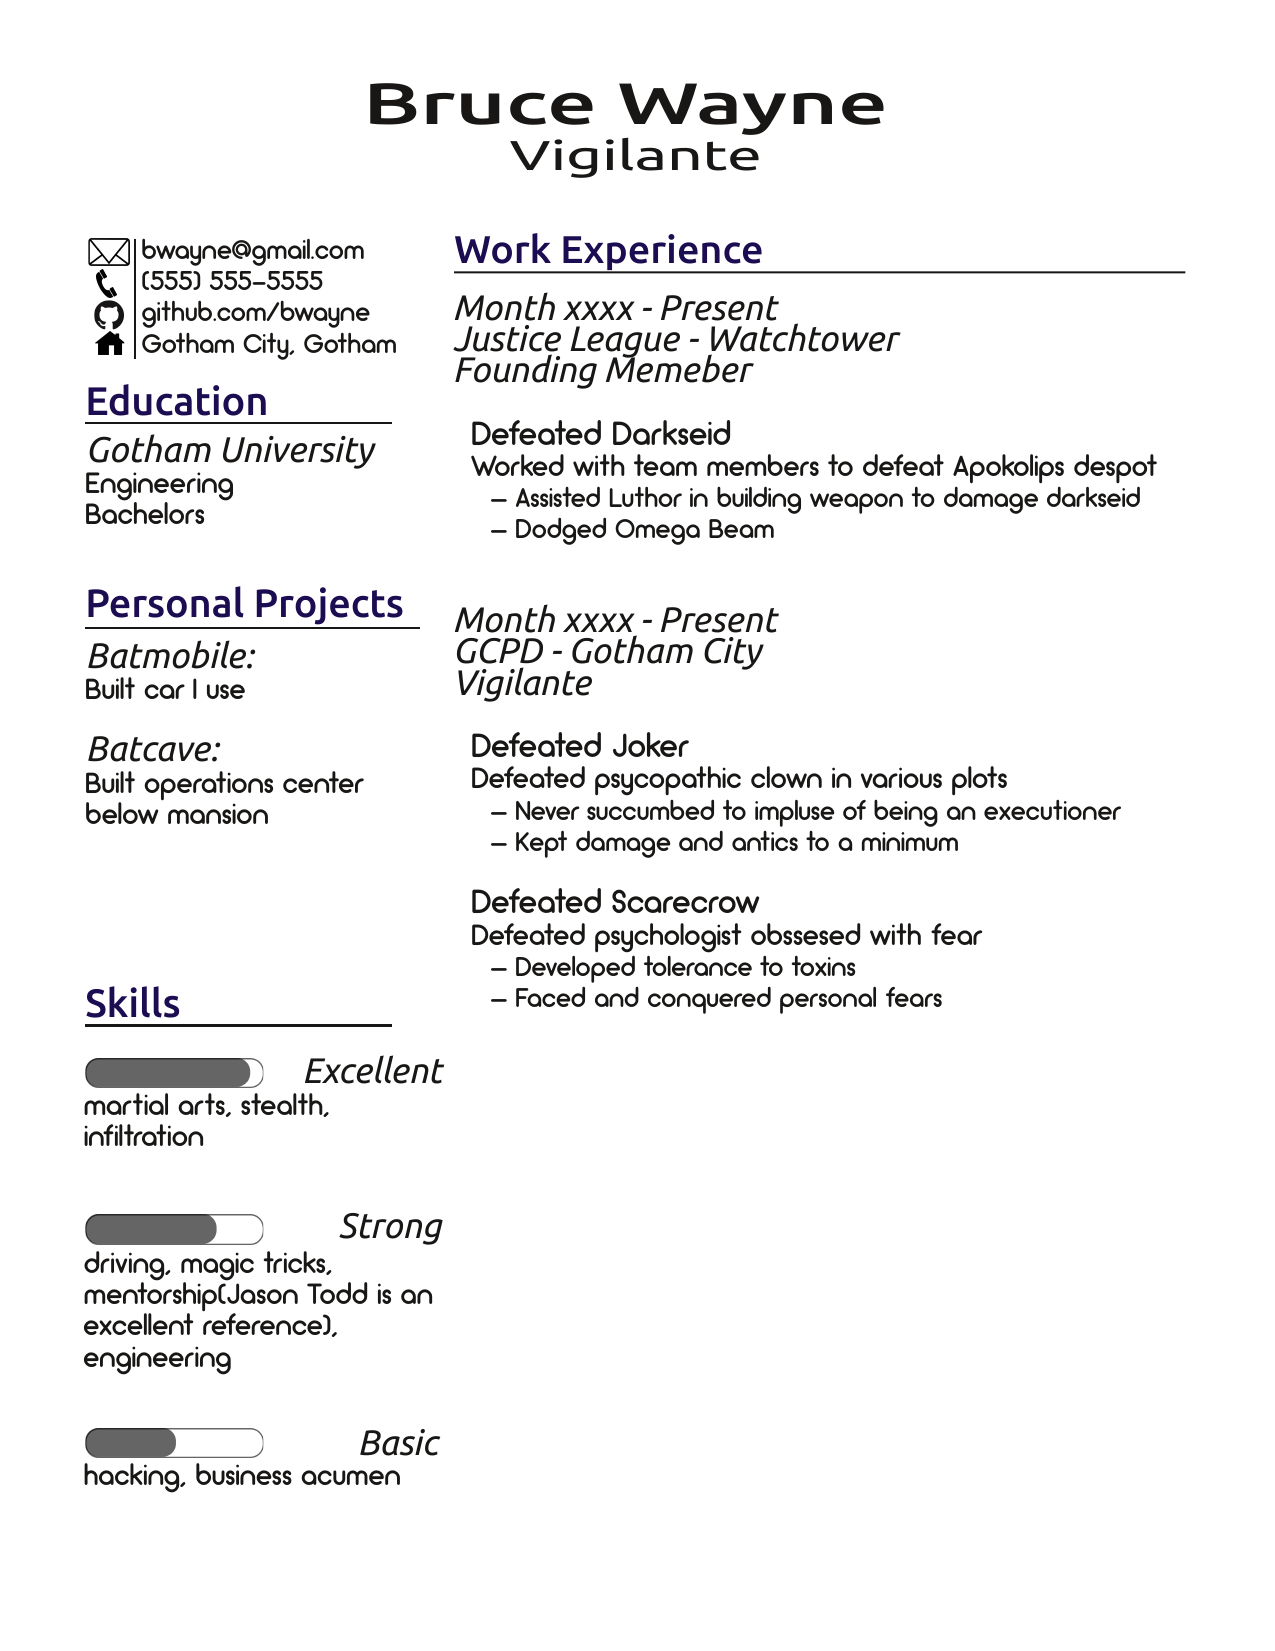 Bruce Wayne
Vigilante
bwayne@gmail.com
(555) 555-5555
github.com/bwayne
Gotham City, Gotham
Education
Gotham University
Engineering
Bachelors
Personal Projects
Batmobile:
Built car I use
Batcave:
Built operations center
below mansion
Skills
Excellent
martial arts, stealth,
infiltration
Strong
driving, magic tricks,
mentorship(Jason Todd is an
excellent reference),
engineering
Basic
hacking, business acumen
Work Experience
Month xxxx - Present
Justice League - Watchtower
Founding Memeber
Defeated Darkseid
Worked with team members to defeat Apokolips despot
– Assisted Luthor in building weapon to damage darkseid
– Dodged Omega Beam
Month xxxx - Present
GCPD - Gotham City
Vigilante
Defeated Joker
Defeated psycopathic clown in various plots
– Never succumbed to impluse of being an executioner
– Kept damage and antics to a minimum
Defeated Scarecrow
Defeated psychologist obssesed with fear
– Developed tolerance to toxins
– Faced and conquered personal fears